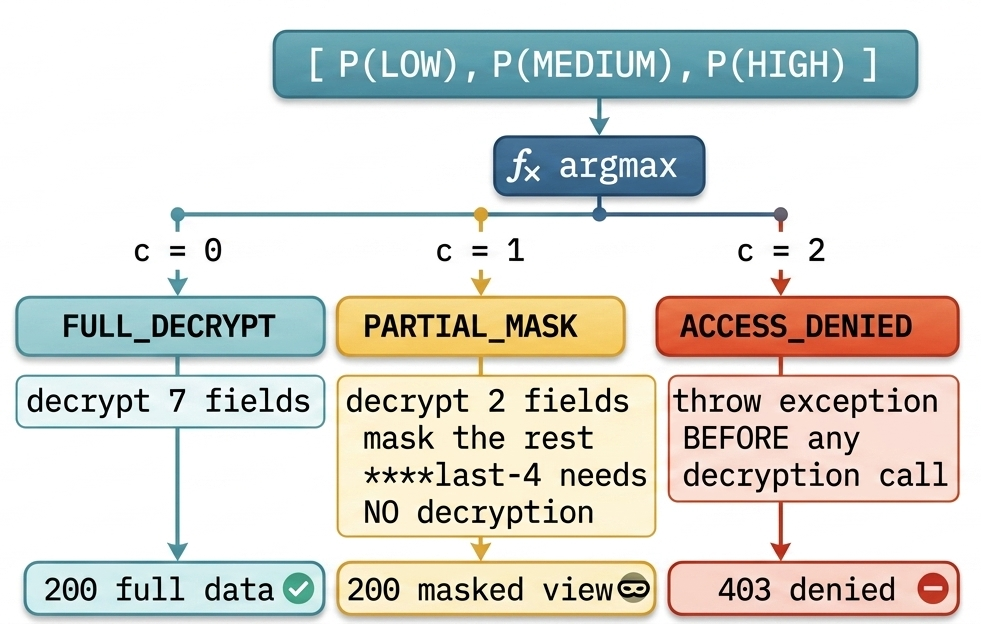 [ P(LOW), P(MEDIUM), P(HIGH) ]
fx argmax
c = 0
c = 1
c = 2
FULL_DECRYPT
PARTIAL_MASK
ACCESS_DENIED
decrypt 7 fields
decrypt 2 fields
mask the rest
****last-4 needs
NO decryption
throw exception
BEFORE any
decryption call
200 full data
200 masked view
403 denied